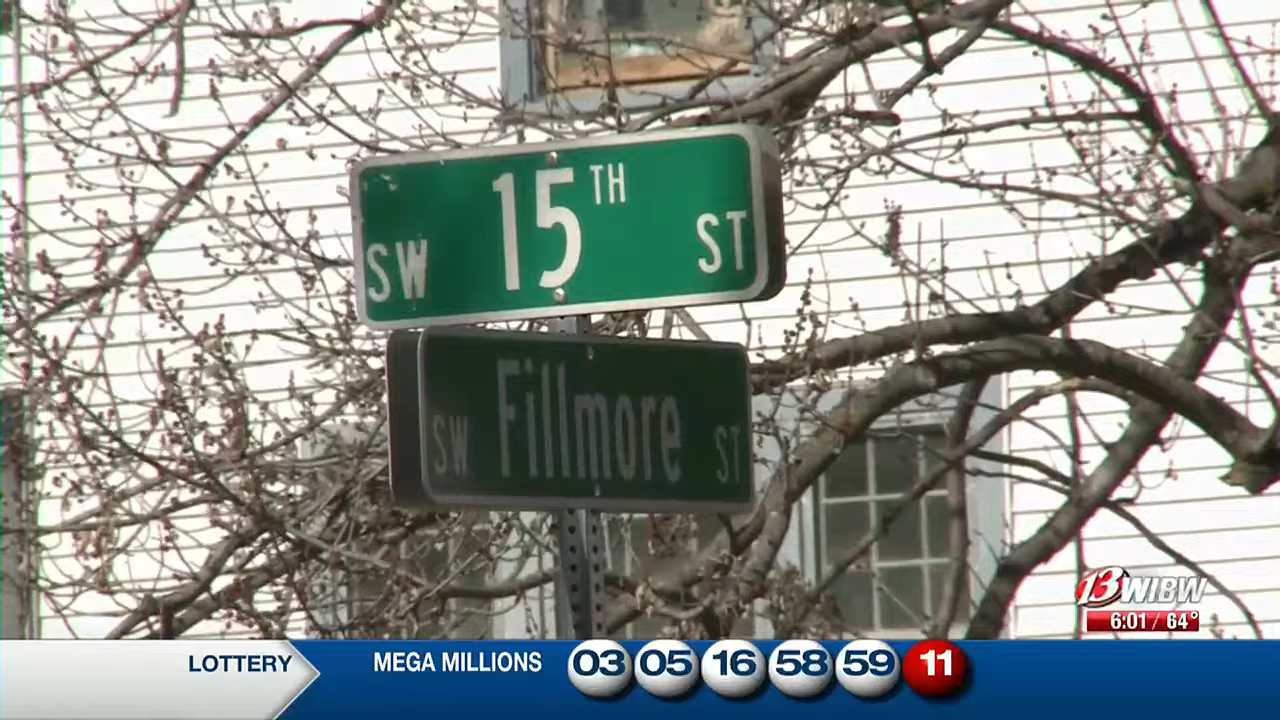 SW 15TH ST
SW Fillmore ST
13 WIBW
6:01 / 64°
LOTTERY MEGA MILLIONS 03 05 16 58 59 11